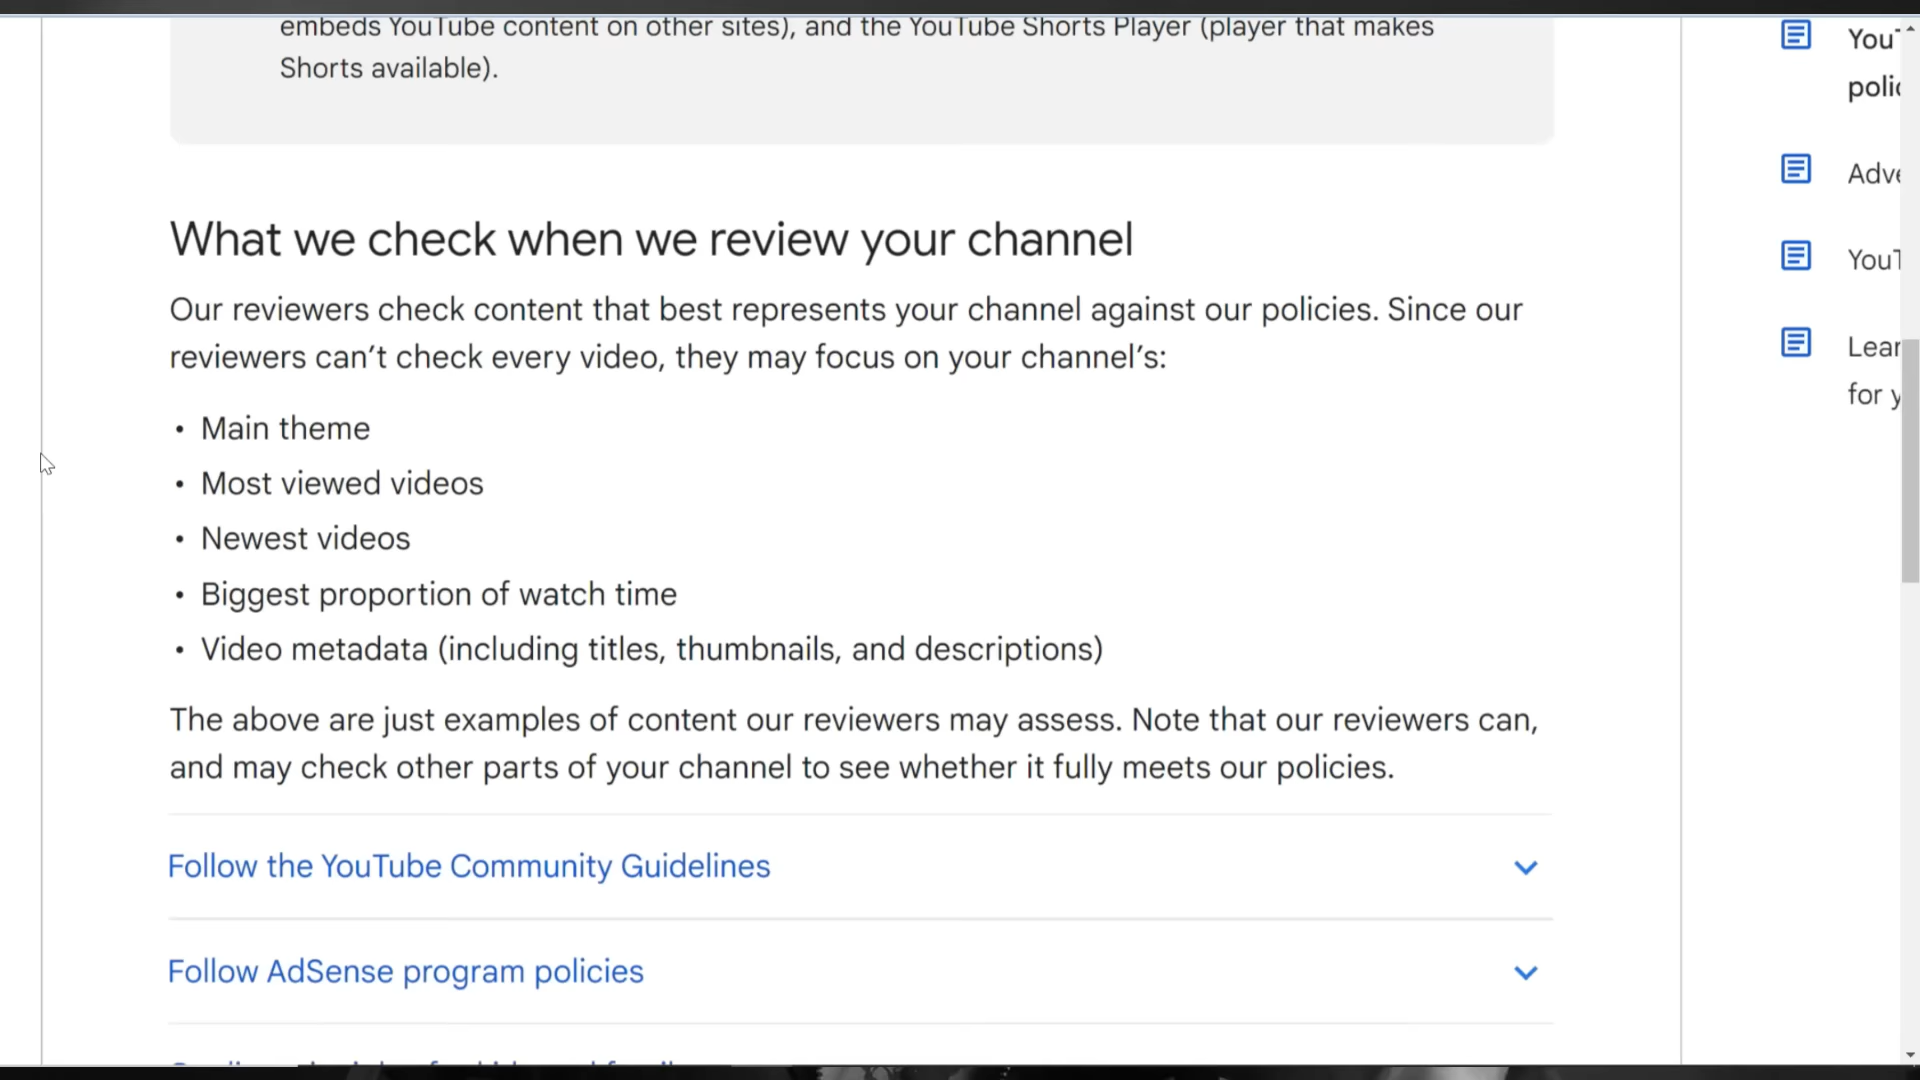 embeds YouTube content on other sites), and the YouTube Shorts Player (player that makes
Shorts available).
What we check when we review your channel
Our reviewers check content that best represents your channel against our policies. Since our
reviewers can’t check every video, they may focus on your channel’s:
• Main theme
• Most viewed videos
• Newest videos
• Biggest proportion of watch time
• Video metadata (including titles, thumbnails, and descriptions)
The above are just examples of content our reviewers may assess. Note that our reviewers can,
and may check other parts of your channel to see whether it fully meets our policies.
Follow the YouTube Community Guidelines
Follow AdSense program policies
for